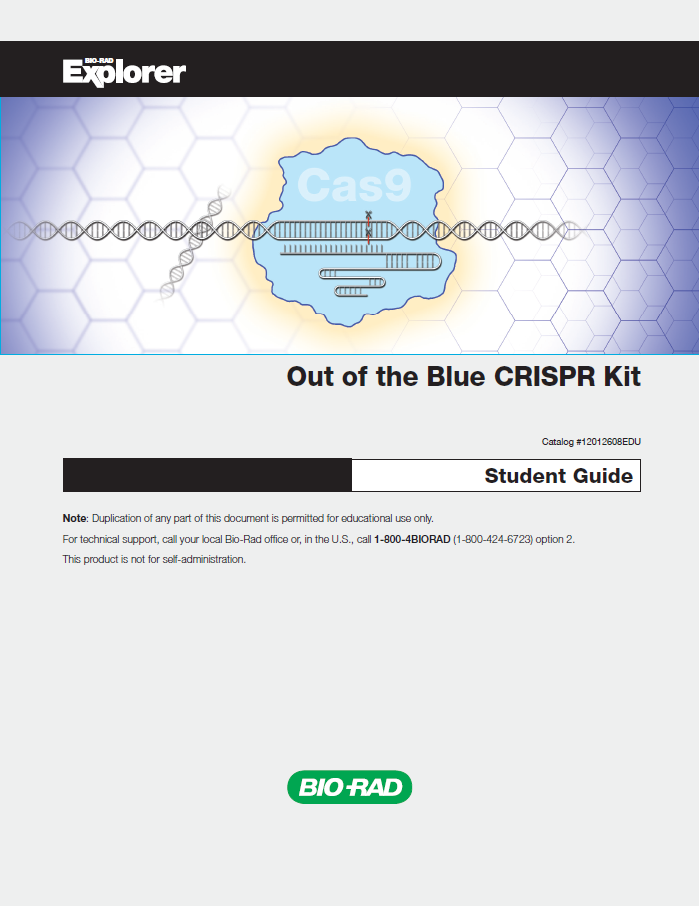 BIO-RAD
Explorer
Cas9
Out of the Blue CRISPR Kit
Catalog #12012608EDU
Student Guide
Note: Duplication of any part of this document is permitted for educational use only.
For technical support, call your local Bio-Rad office or, in the U.S., call 1-800-4BIORAD (1-800-424-6723) option 2.
This product is not for self-administration.
BIO-RAD